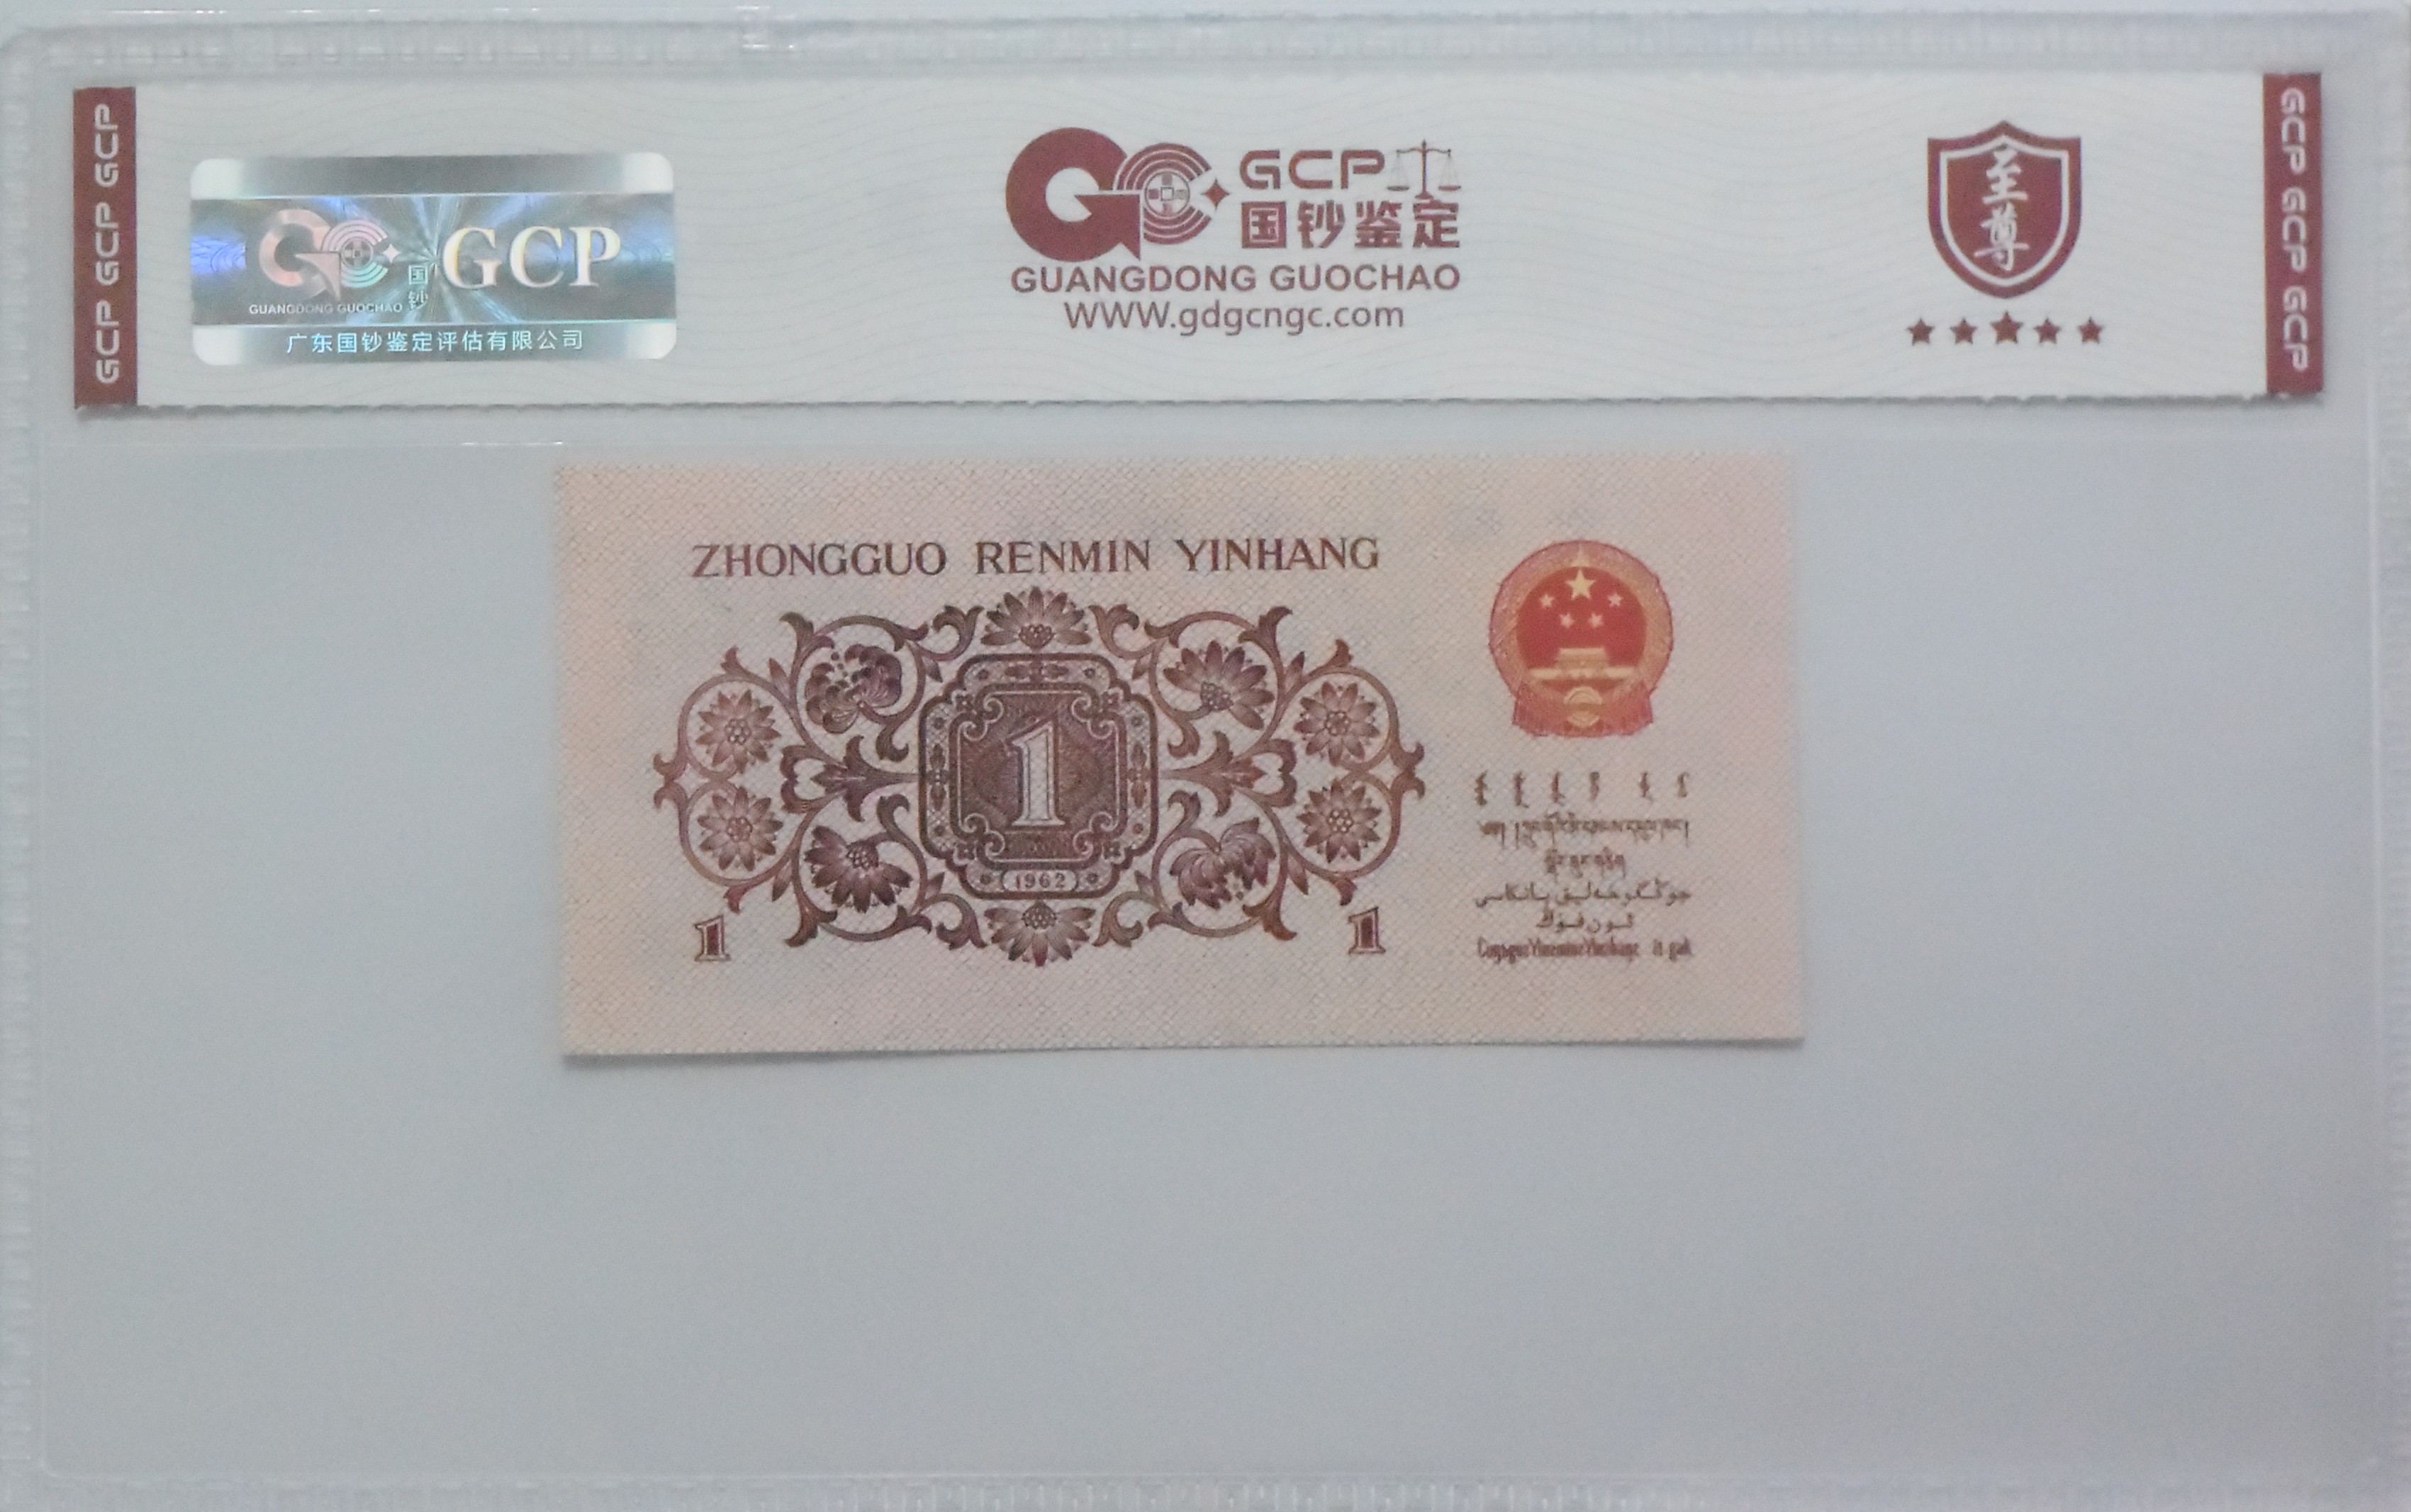 GCP GCP GCP
国钞
GCP
GUANGDONG GUOCHAO
广东国钞鉴定评估有限公司
GCP
国钞鉴定
GUANGDONG GUOCHAO
WWW.gdgcngc.com
至尊
GCP GCP GCP
ZHONGGUO RENMIN YINHANG
1
1962
1
1